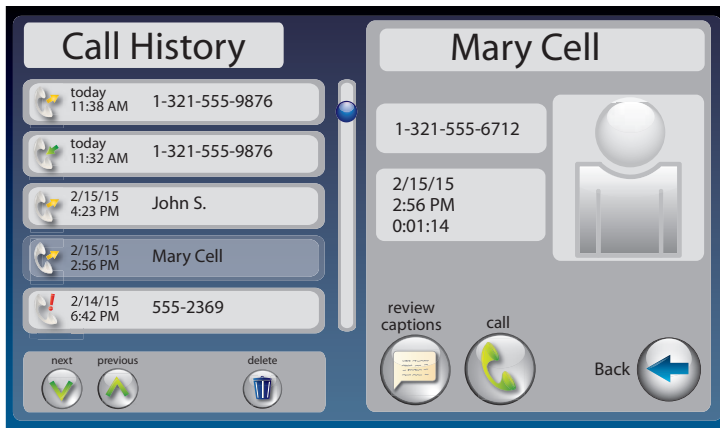 Call History
today
11:38 AM
1-321-555-9876
today
11:32 AM
1-321-555-9876
2/15/15
4:23 PM
John S.
2/15/15
2:56 PM
Mary Cell
2/14/15
6:42 PM
555-2369
next
previous
delete
Mary Cell
1-321-555-6712
2/15/15
2:56 PM
0:01:14
review
captions
call
Back